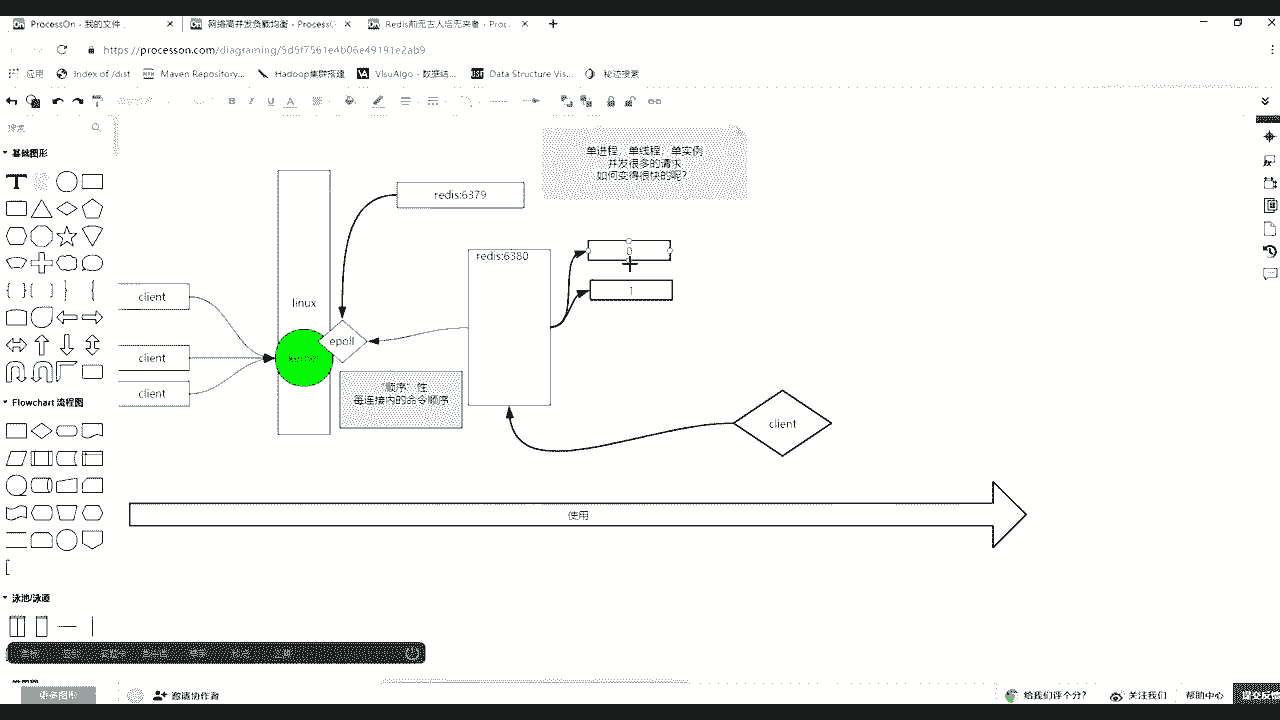 ProcessOn - 我的文件
网络高并发负载均衡 - ProcessO
Redis前无古人后无来者 - Proc
https://processon.com/diagraming/5d5f7561e4b06e49191e2ab9
应用
Index of /dist
Maven Repository...
Hadoop集群搭建
VisuAlgo - 数据结...
Data Structure Vis...
秘迹搜索
搜索
基础图形
Flowchart 流程图
泳池/泳道
更多图形
单进程，单线程，单实例
并发很多的请求
如何变得很快的呢？
redis:6379
redis:6380
0
1
linux
epoll
client
client
client
"顺序"性
每连接内的命令顺序
client
使用
邀请协作者
给我们评个分?
关注我们
帮助中心
提交反